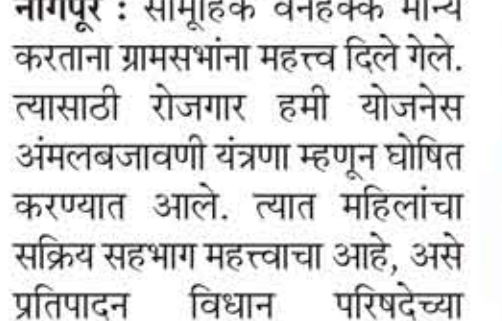 नागपूर : सामूहिक वनहक्क मान्य
करताना ग्रामसभांना महत्त्व दिले गेले.
त्यासाठी रोजगार हमी योजनेस
अंमलबजावणी यंत्रणा म्हणून घोषित
करण्यात आले. त्यात महिलांचा
सक्रिय सहभाग महत्त्वाचा आहे, असे
प्रतिपादन विधान परिषदेच्या